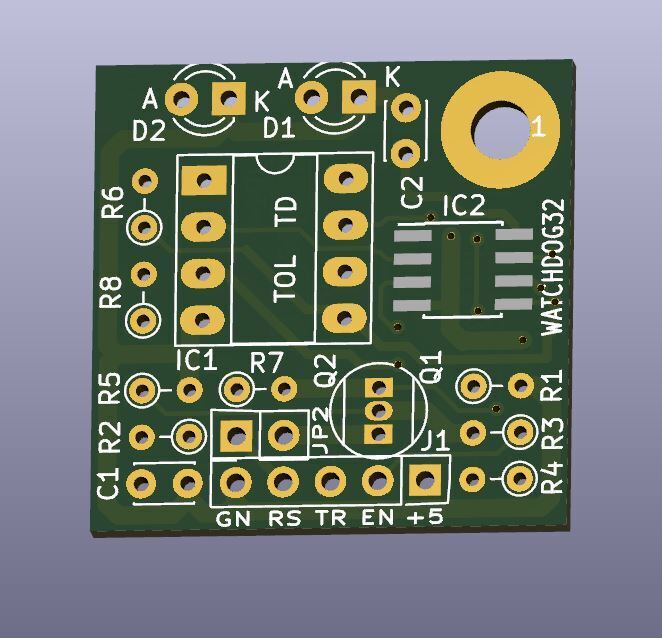 A
K
D2
A
K
D1
C2
1
R6
R8
TD
TOL
IC1
IC2
WATCHDOG32
R5
R7
Q2
Q1
R1
R2
JP2
J1
R3
C1
R4
GN RS TR EN +5